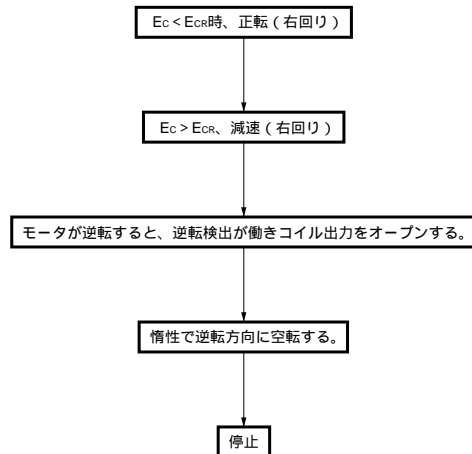 Ec < ECR時、正転 ( 右回り )
Ec > ECR、減速 ( 右回り )
モータが逆転すると、逆転検出が働きコイル出力をオープンする。
惰性で逆転方向に空転する。
停止